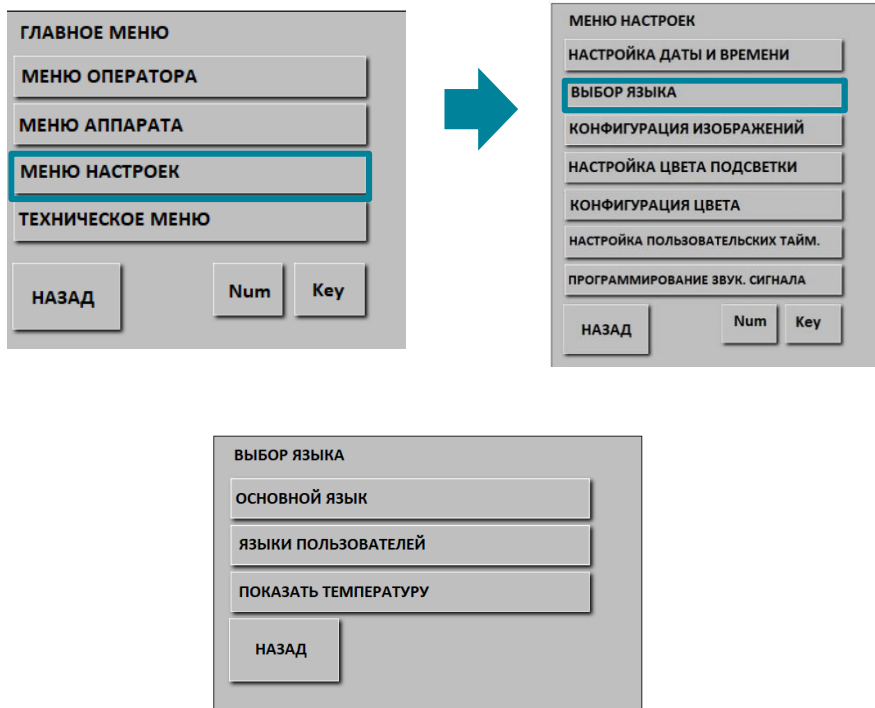 ГЛАВНОЕ МЕНЮ
МЕНЮ ОПЕРАТОРА
МЕНЮ АППАРАТА
МЕНЮ НАСТРОЕК
ТЕХНИЧЕСКОЕ МЕНЮ
НАЗАД
Num
Key
МЕНЮ НАСТРОЕК
НАСТРОЙКА ДАТЫ И ВРЕМЕНИ
ВЫБОР ЯЗЫКА
КОНФИГУРАЦИЯ ИЗОБРАЖЕНИЙ
НАСТРОЙКА ЦВЕТА ПОДСВЕТКИ
КОНФИГУРАЦИЯ ЦВЕТА
НАСТРОЙКА ПОЛЬЗОВАТЕЛЬСКИХ ТАЙМ.
ПРОГРАММИРОВАНИЕ ЗВУК. СИГНАЛА
НАЗАД
Num
Key
ВЫБОР ЯЗЫКА
ОСНОВНОЙ ЯЗЫК
ЯЗЫКИ ПОЛЬЗОВАТЕЛЕЙ
ПОКАЗАТЬ ТЕМПЕРАТУРУ
НАЗАД